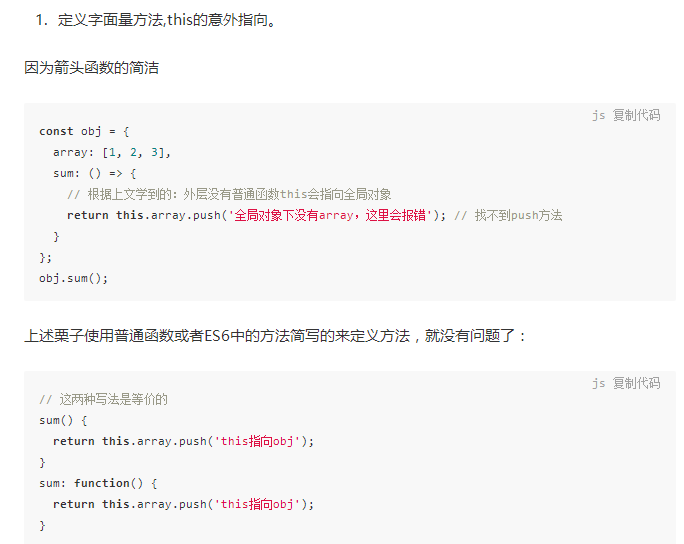 1. 定义字面量方法,this的意外指向。
因为箭头函数的简洁
js 复制代码
const obj = {
  array: [1, 2, 3],
  sum: () => {
    // 根据上文学到的：外层没有普通函数this会指向全局对象
    return this.array.push('全局对象下没有array，这里会报错'); // 找不到push方法
  }
};
obj.sum();
上述栗子使用普通函数或者ES6中的方法简写的来定义方法，就没有问题了：
js 复制代码
// 这两种写法是等价的
sum() {
  return this.array.push('this指向obj');
}
sum: function() {
  return this.array.push('this指向obj');
}